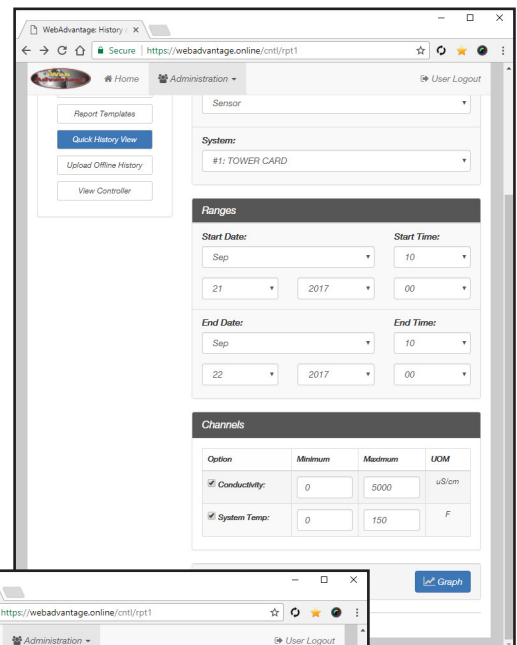 WebAdvantage: History
Secure | https://webadvantage.online/cntl/rpt1
Home Administration User Logout
Report Templates
Quick History View
Upload Offline History
View Controller
Sensor
System:
#1: TOWER CARD
Ranges
Start Date: Start Time:
Sep 10
21 2017 00
End Date: End Time:
Sep 10
22 2017 00
Channels
Option Minimum Maximum UOM
Conductivity: 0 5000 uS/cm
System Temp: 0 150 F
Graph
https://webadvantage.online/cntl/rpt1
Administration User Logout